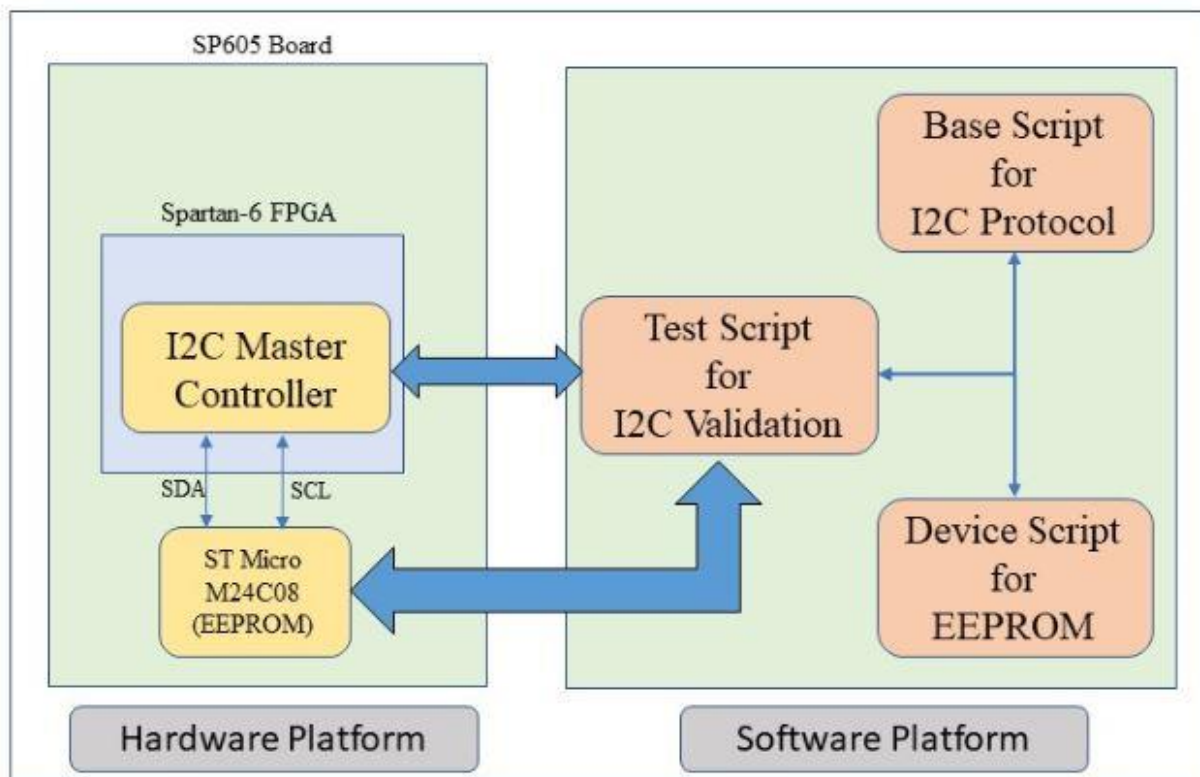 SP605 Board
Spartan-6 FPGA
I2C Master
Controller
SDA
SCL
ST Micro
M24C08
(EEPROM)
Hardware Platform
Base Script
for
I2C Protocol
Test Script
for
I2C Validation
Device Script
for
EEPROM
Software Platform